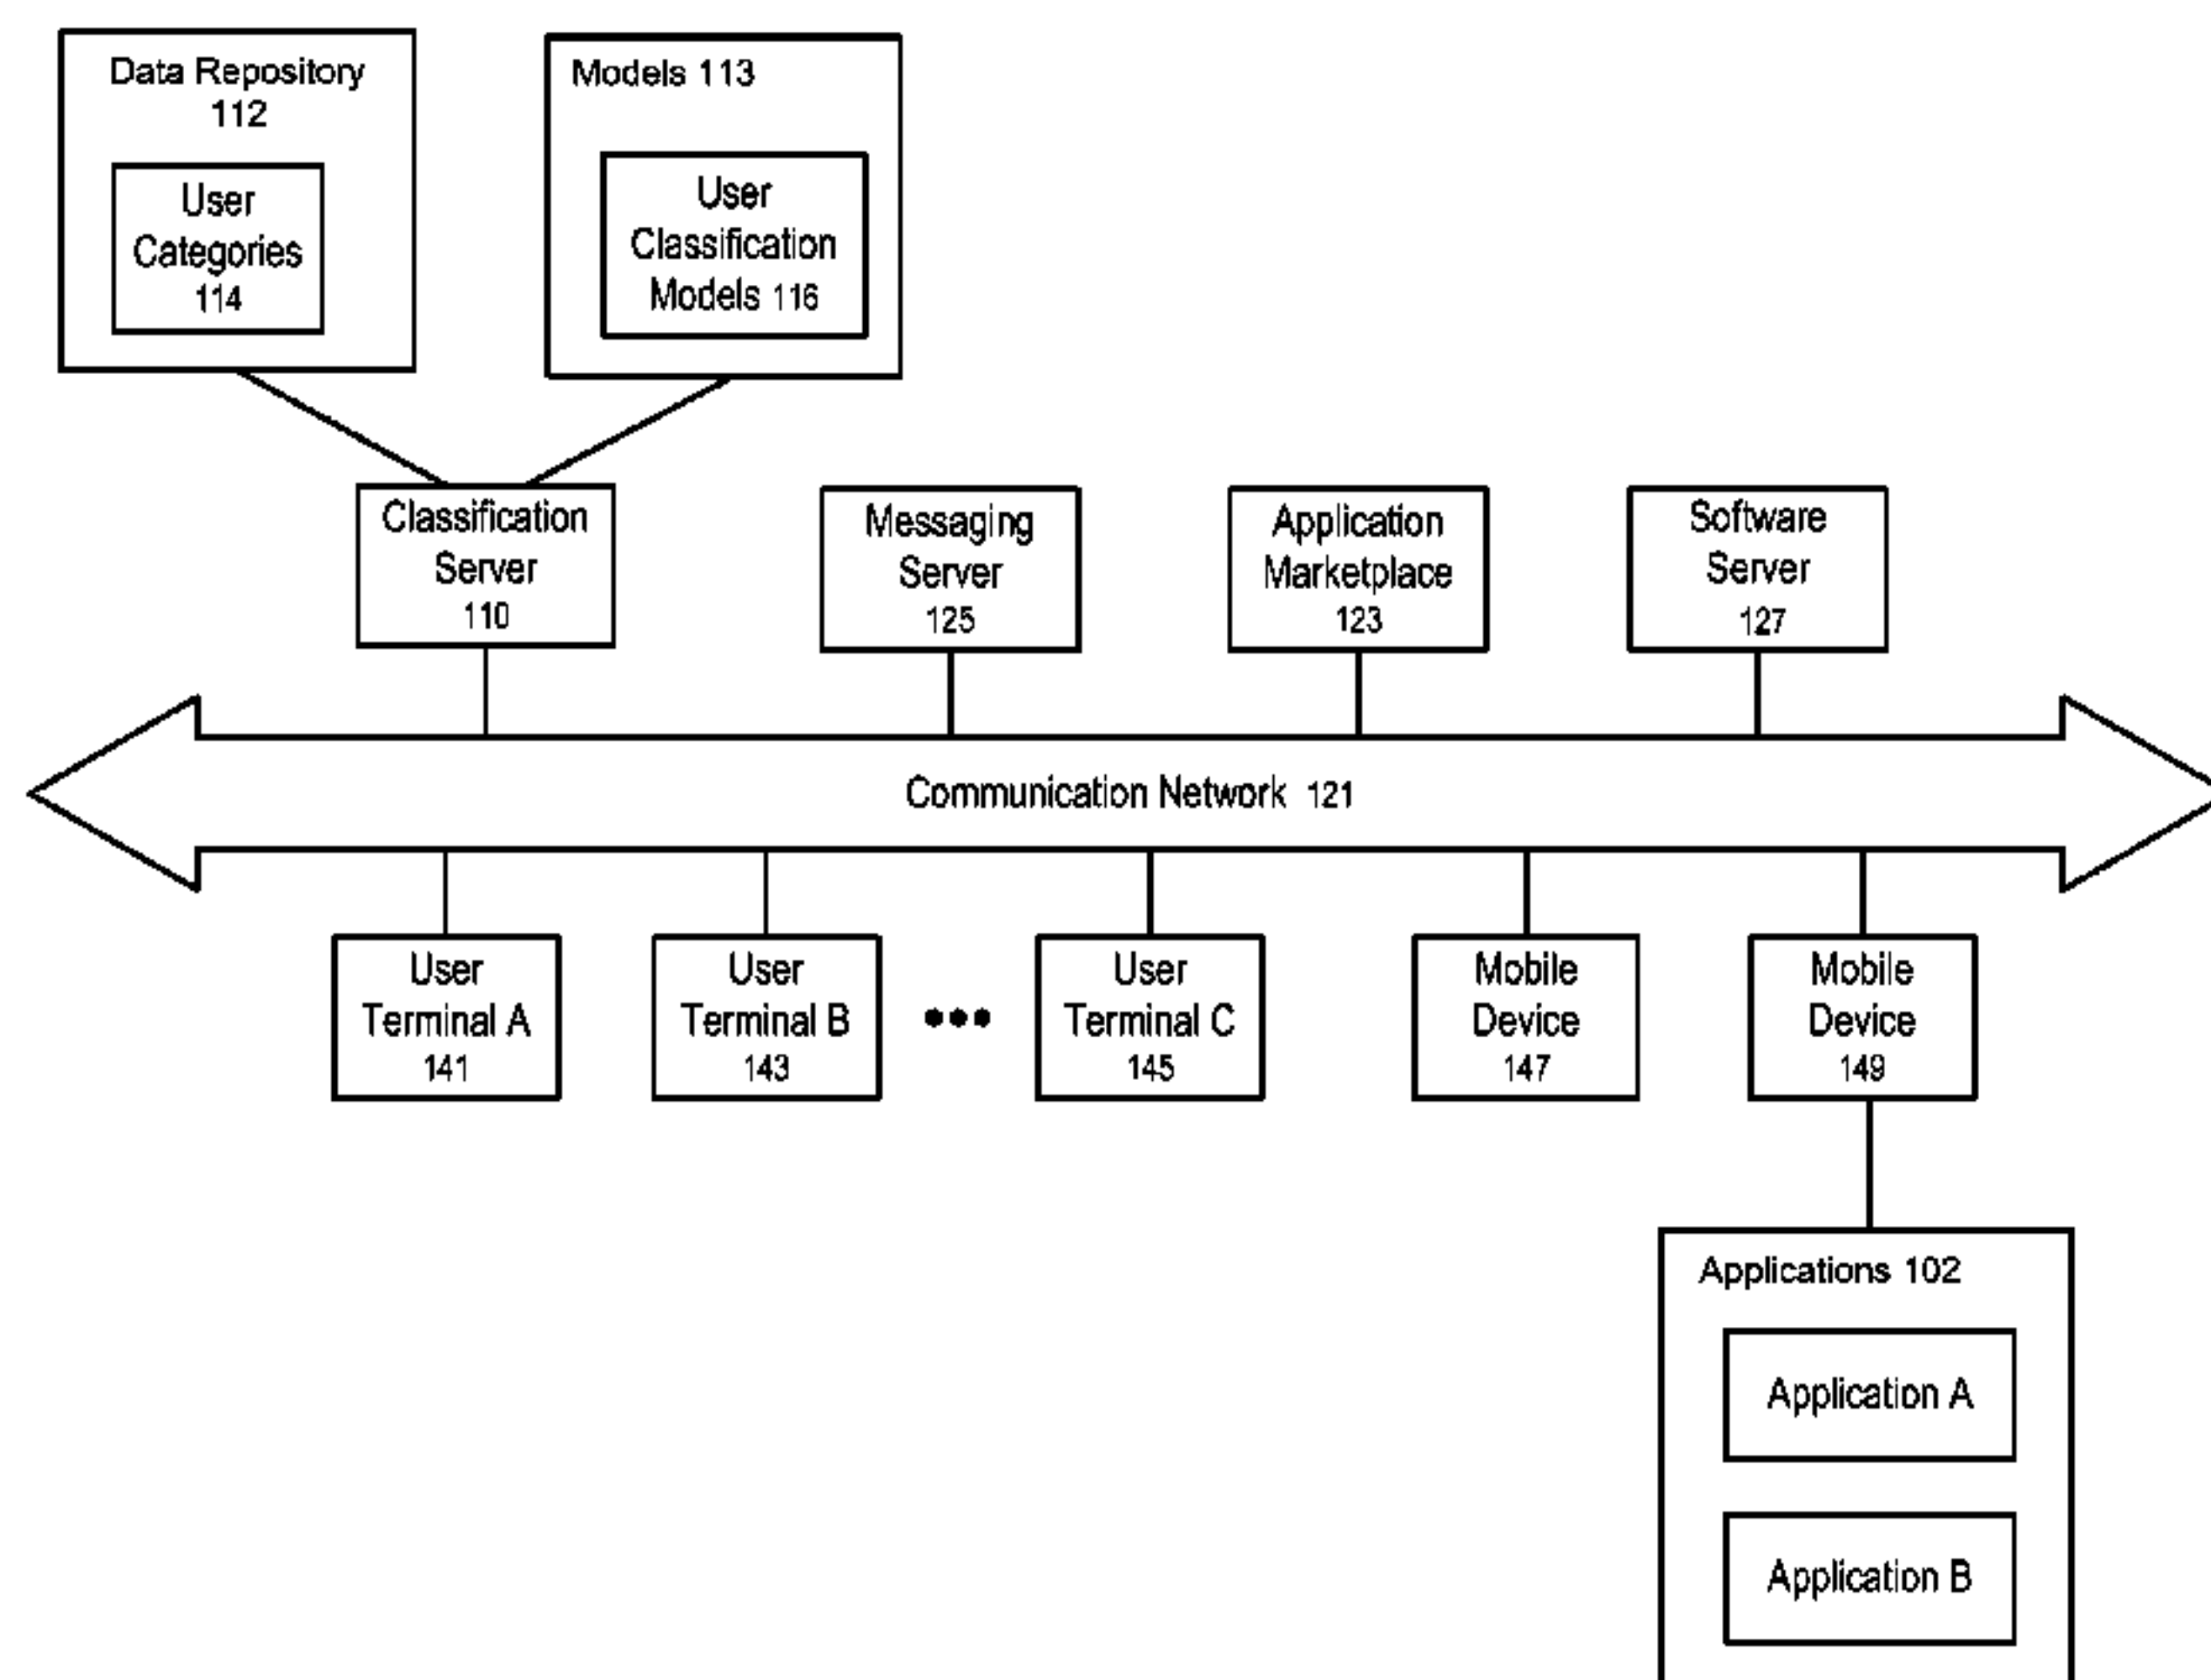 Data Repository
112
User
Categories
114
Models 113
User
Classification
Models 116
Classification
Server
110
Messaging
Server
125
Application
Marketplace
123
Software
Server
127
Communication Network 121
User
Terminal A
141
User
Terminal B
143
User
Terminal C
145
Mobile
Device
147
Mobile
Device
149
Applications 102
Application A
Application B